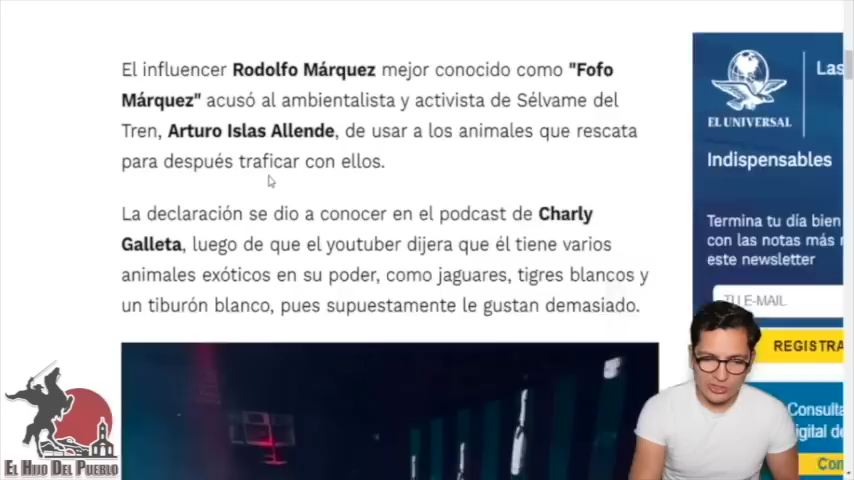 El influencer Rodolfo Márquez mejor conocido como "Fofo
Márquez" acusó al ambientalista y activista de Sélvame del
Tren, Arturo Islas Allende, de usar a los animales que rescata
para después traficar con ellos.
La declaración se dio a conocer en el podcast de Charly
Galleta, luego de que el youtuber dijera que él tiene varios
animales exóticos en su poder, como jaguares, tigres blancos y
un tiburón blanco, pues supuestamente le gustan demasiado.
EL UNIVERSAL
Las
Indispensables
Termina tu día bien
con las notas más
este newsletter
TU E-MAIL
REGISTRA
Consulta
igital de
Con
EL HIJO DEL PUEBLO